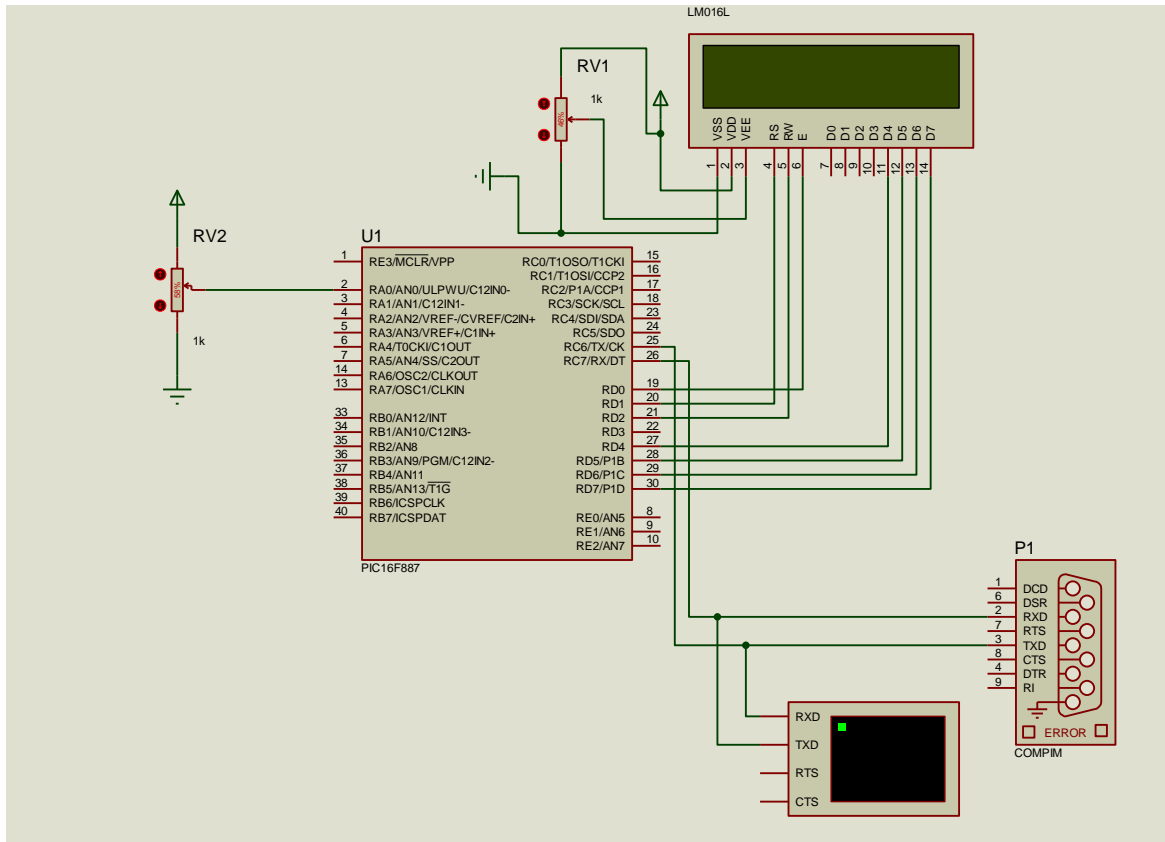 LM016L
RV1
1k
48%
VSS
VDD
VEE
RS
RW
E
D0
D1
D2
D3
D4
D5
D6
D7
1
2
3
4
5
6
7
8
9
10
11
12
13
14
RV2
58%
1k
U1
1 RE3/MCLR/VPP
2 RA0/AN0/ULPWU/C12IN0-
3 RA1/AN1/C12IN1-
4 RA2/AN2/VREF-/CVREF/C2IN+
5 RA3/AN3/VREF+/C1IN+
6 RA4/T0CKI/C1OUT
7 RA5/AN4/SS/C2OUT
14 RA6/OSC2/CLKOUT
13 RA7/OSC1/CLKIN
33 RB0/AN12/INT
34 RB1/AN10/C12IN3-
35 RB2/AN8
36 RB3/AN9/PGM/C12IN2-
37 RB4/AN11
38 RB5/AN13/T1G
39 RB6/ICSPCLK
40 RB7/ICSPDAT
RC0/T1OSO/T1CKI 15
RC1/T1OSI/CCP2 16
RC2/P1A/CCP1 17
RC3/SCK/SCL 18
RC4/SDI/SDA 23
RC5/SDO 24
RC6/TX/CK 25
RC7/RX/DT 26
RD0 19
RD1 20
RD2 21
RD3 22
RD4 27
RD5/P1B 28
RD6/P1C 29
RD7/P1D 30
RE0/AN5 8
RE1/AN6 9
RE2/AN7 10
PIC16F887
P1
1 DCD
6 DSR
2 RXD
7 RTS
3 TXD
8 CTS
4 DTR
9 RI
ERROR
COMPIM
RXD
TXD
RTS
CTS